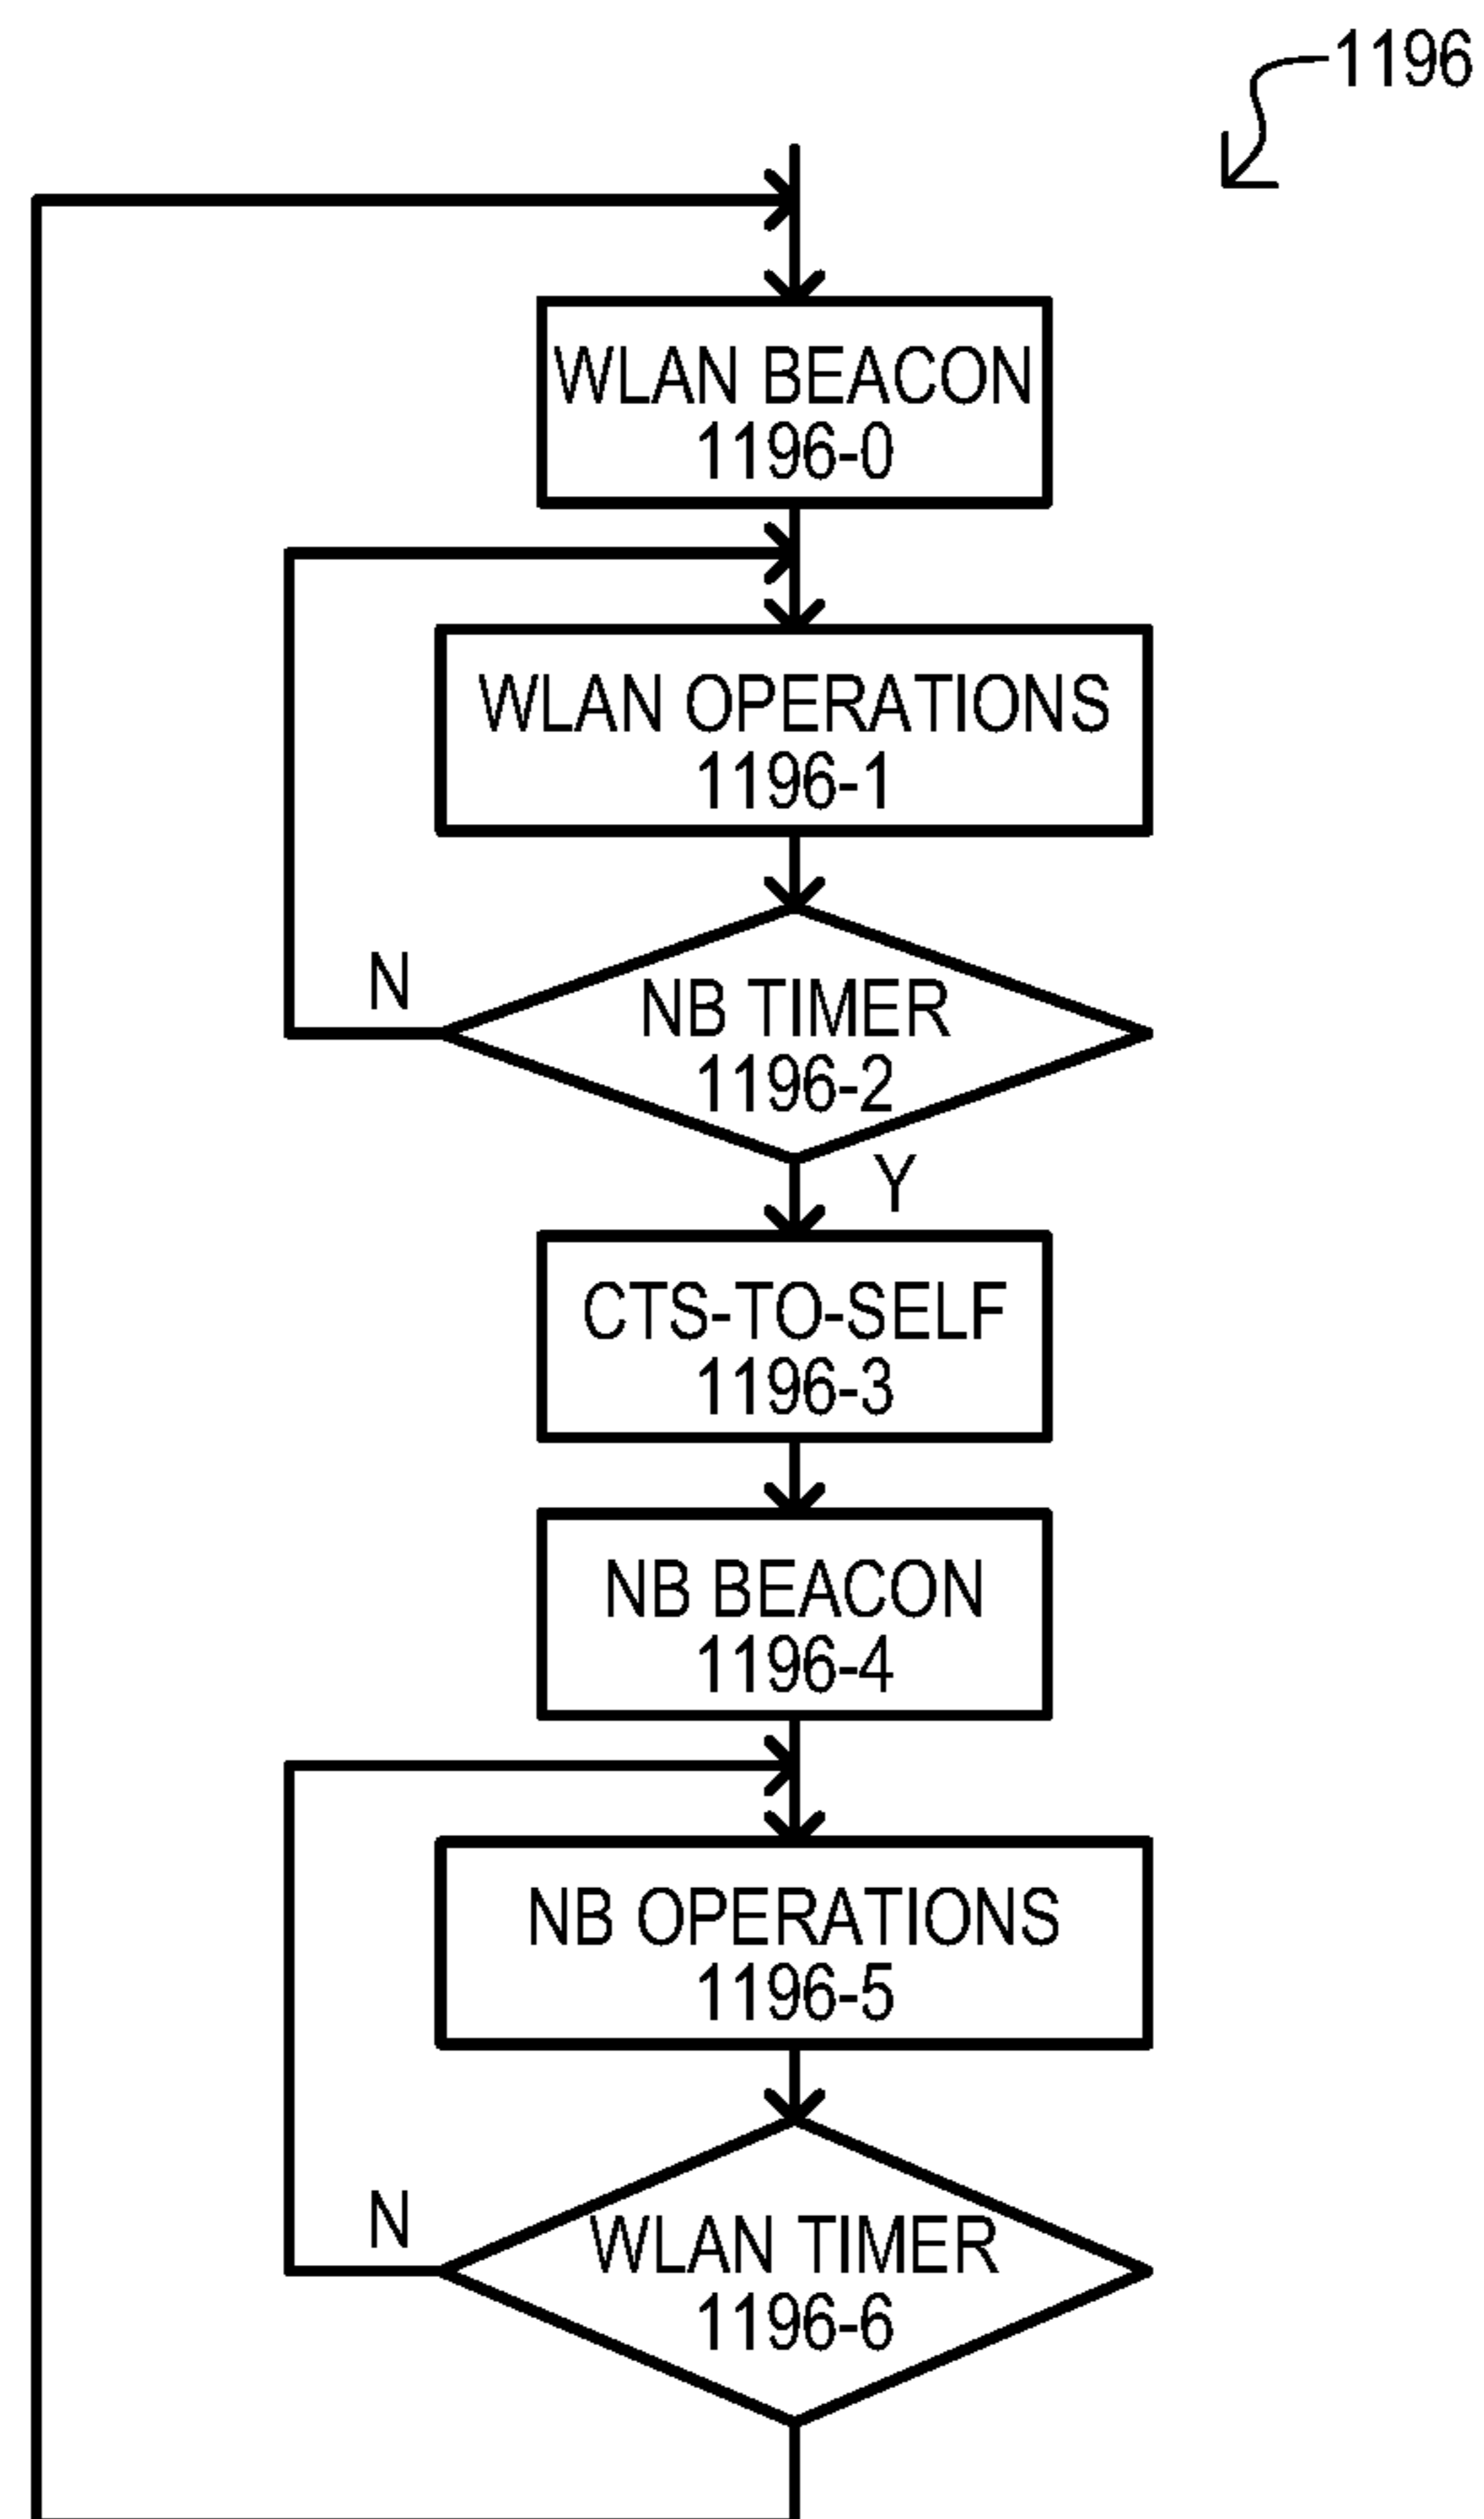 1196
WLAN BEACON
1196-0
WLAN OPERATIONS
1196-1
N
NB TIMER
1196-2
Y
CTS-TO-SELF
1196-3
NB BEACON
1196-4
NB OPERATIONS
1196-5
N
WLAN TIMER
1196-6